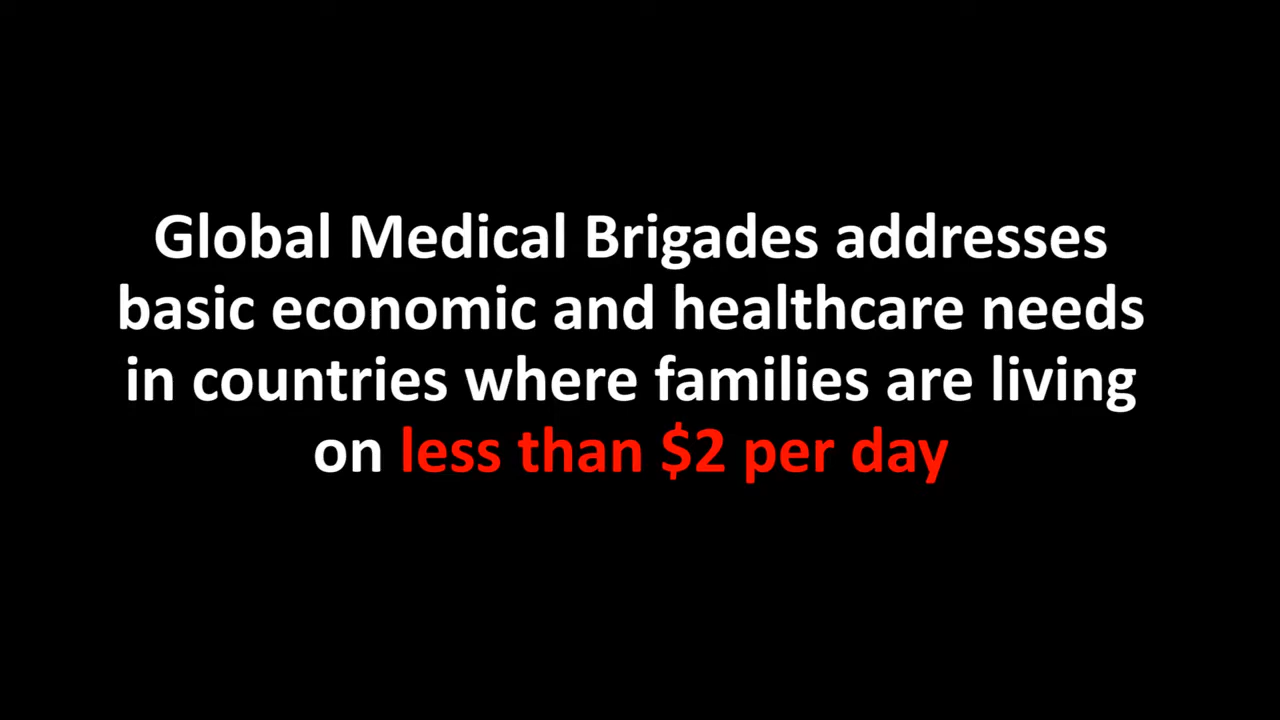 Global Medical Brigades addresses
basic economic and healthcare needs
in countries where families are living
on less than $2 per day